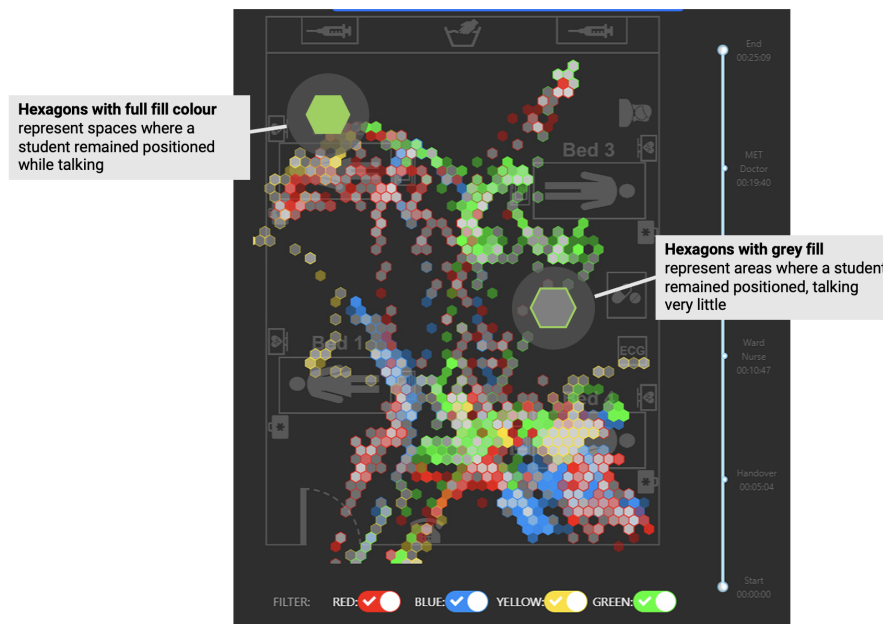 Hexagons with full fill colour
represent spaces where a
student remained positioned
while talking
Hexagons with grey fill
represent areas where a student
remained positioned, talking
very little
Bed 3
Bed 1
ECG
End
00:25:09
MET
Doctor
00:19:40
Ward
Nurse
00:10:47
Handover
00:05:04
Start
00:00:00
FILTER: RED: BLUE: YELLOW: GREEN: